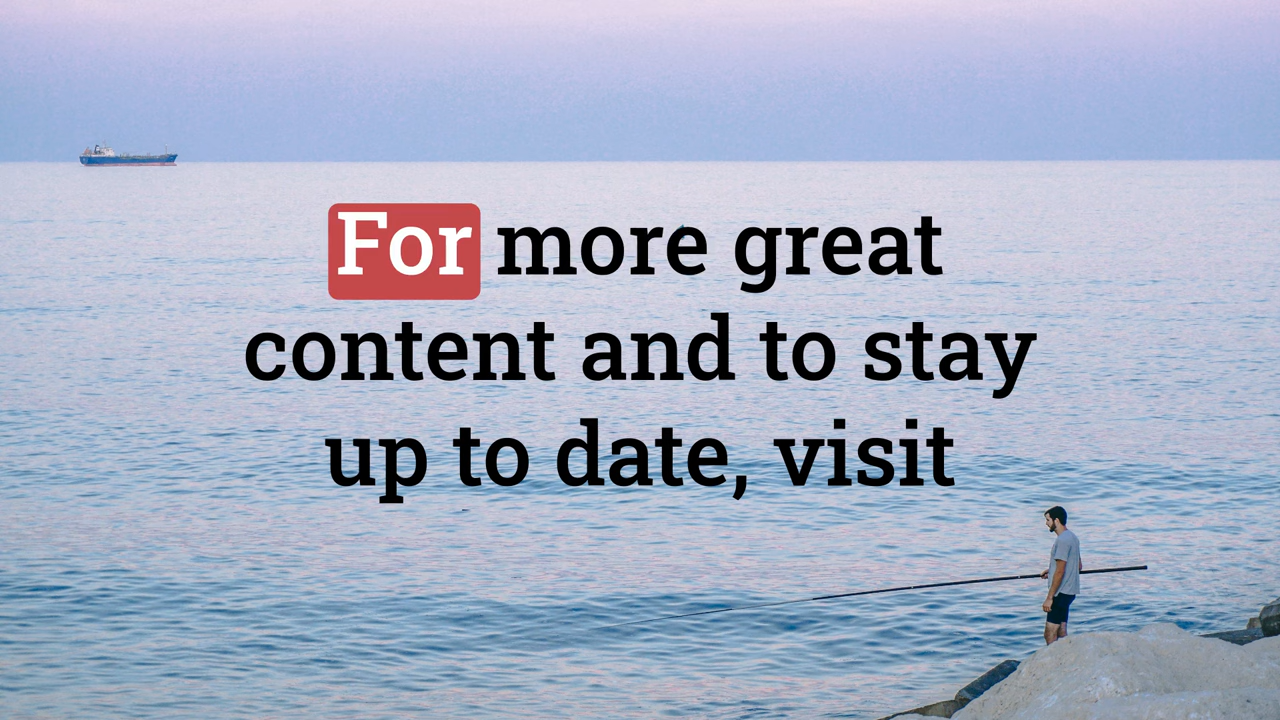 For more great
content and to stay
up to date, visit